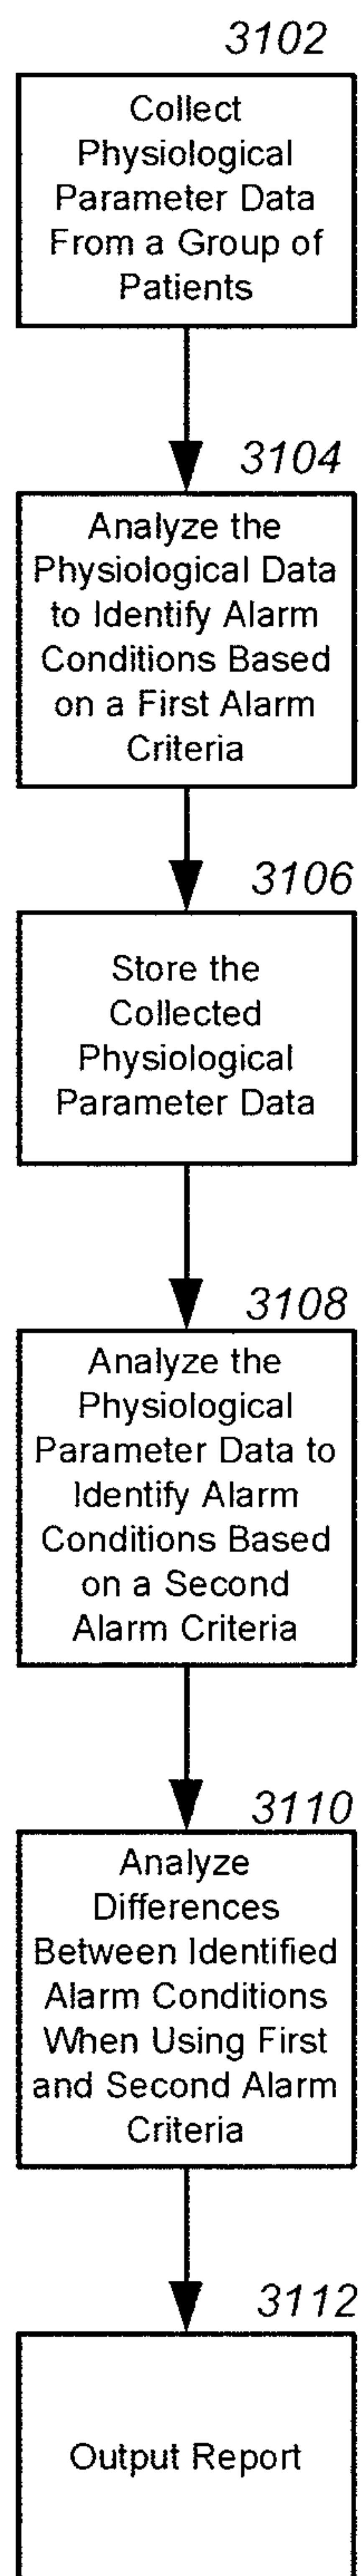 3102
Collect
Physiological
Parameter Data
From a Group of
Patients
3104
Analyze the
Physiological Data
to Identify Alarm
Conditions Based
on a First Alarm
Criteria
3106
Store the
Collected
Physiological
Parameter Data
3108
Analyze the
Physiological
Parameter Data to
Identify Alarm
Conditions Based
on a Second
Alarm Criteria
3110
Analyze
Differences
Between Identified
Alarm Conditions
When Using First
and Second Alarm
Criteria
3112
Output Report